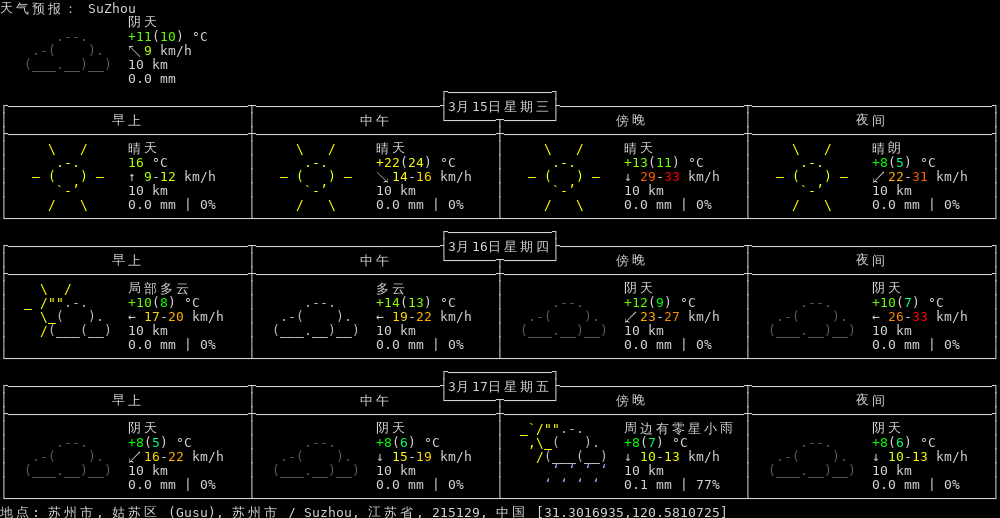 天气预报: SuZhou
阴天
+11(10) °C
↖ 9 km/h
10 km
0.0 mm
3月15日星期三
早上 中午 傍晚 夜间
晴天 晴天 晴天 晴朗
16 °C +22(24) °C +13(11) °C +8(5) °C
↑ 9-12 km/h ↘ 14-16 km/h ↓ 29-33 km/h ↙ 22-31 km/h
10 km 10 km 10 km 10 km
0.0 mm | 0% 0.0 mm | 0% 0.0 mm | 0% 0.0 mm | 0%
3月16日星期四
早上 中午 傍晚 夜间
局部多云 多云 阴天 阴天
+10(8) °C +14(13) °C +12(9) °C +10(7) °C
← 17-20 km/h ← 19-22 km/h ↙ 23-27 km/h ← 26-33 km/h
10 km 10 km 10 km 10 km
0.0 mm | 0% 0.0 mm | 0% 0.0 mm | 0% 0.0 mm | 0%
3月17日星期五
早上 中午 傍晚 夜间
阴天 阴天 周边有零星小雨 阴天
+8(5) °C +8(6) °C +8(7) °C +8(6) °C
↙ 16-22 km/h ↓ 15-19 km/h ↓ 10-13 km/h ↓ 10-13 km/h
10 km 10 km 10 km 10 km
0.0 mm | 0% 0.0 mm | 0% 0.1 mm | 77% 0.0 mm | 0%
地点: 苏州市, 姑苏区 (Gusu), 苏州市 / Suzhou, 江苏省, 215129, 中国 [31.3016935,120.5810725]